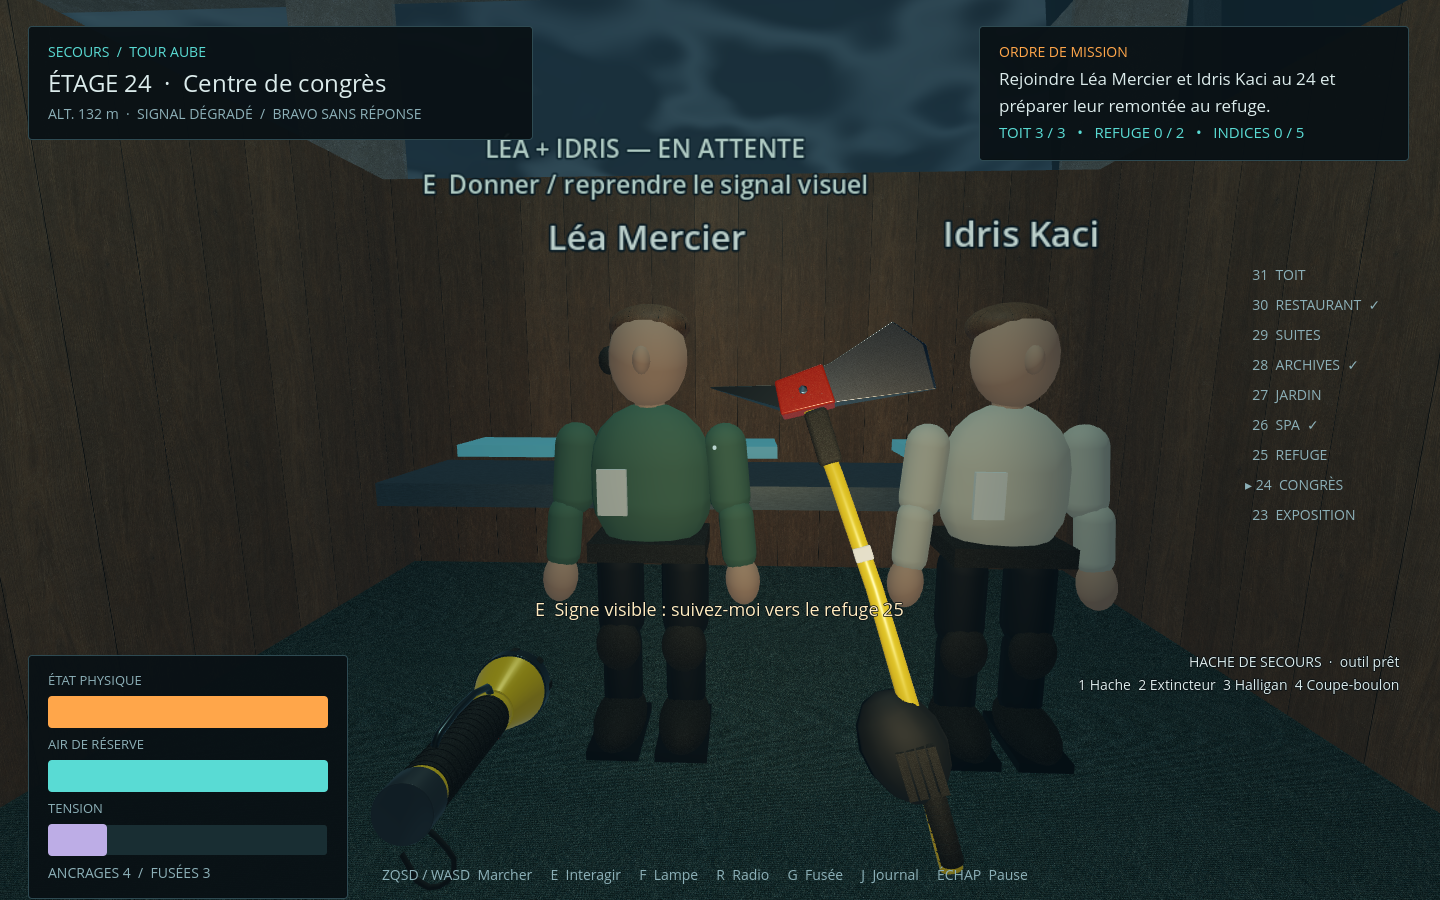 SECOURS / TOUR AUBE
ÉTAGE 24 · Centre de congrès
ALT. 132 m · SIGNAL DÉGRADÉ / BRAVO SANS RÉPONSE
ORDRE DE MISSION
Rejoindre Léa Mercier et Idris Kaci au 24 et
préparer leur remontée au refuge.
TOIT 3 / 3 • REFUGE 0 / 2 • INDICES 0 / 5
LÉA + IDRIS — EN ATTENTE
E Donner / reprendre le signal visuel
Léa Mercier
Idris Kaci
31 TOIT
30 RESTAURANT ✓
29 SUITES
28 ARCHIVES ✓
27 JARDIN
26 SPA ✓
25 REFUGE
▸ 24 CONGRÈS
23 EXPOSITION
E Signe visible : suivez-moi vers le refuge 25
HACHE DE SECOURS · outil prêt
1 Hache 2 Extincteur 3 Halligan 4 Coupe-boulon
ÉTAT PHYSIQUE
AIR DE RÉSERVE
TENSION
ANCRAGES 4 / FUSÉES 3
ZQSD / WASD Marcher E Interagir F Lampe R Radio G Fusée J Journal ÉCHAP Pause